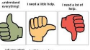 understand
everything!
I need a little help.
I need a lot of
help.